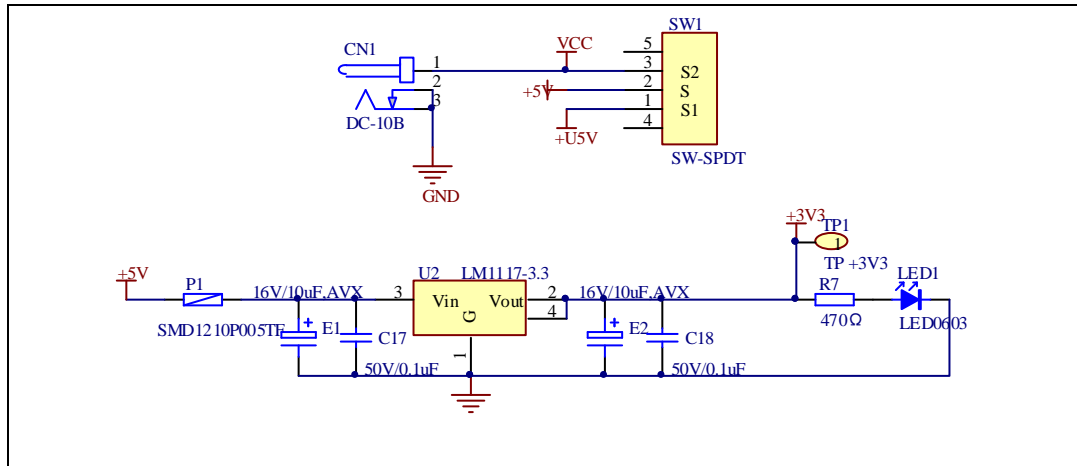 SW1
CN1
VCC
5
1
3
S2
2
+5V
2
S
3
1
S1
DC-10B
+U5V
4
SW-SPDT
GND
+3V3
TP1
1
+5V
P1
U2
LM1117-3.3
TP +3V3
LED1
R7
16V/10uF,AVX
3
Vin
Vout
2
16V/10uF,AVX
4
G
SMD1210P005TF
E1
C17
E2
C18
470Ω
LED0603
1
50V/0.1uF
50V/0.1uF